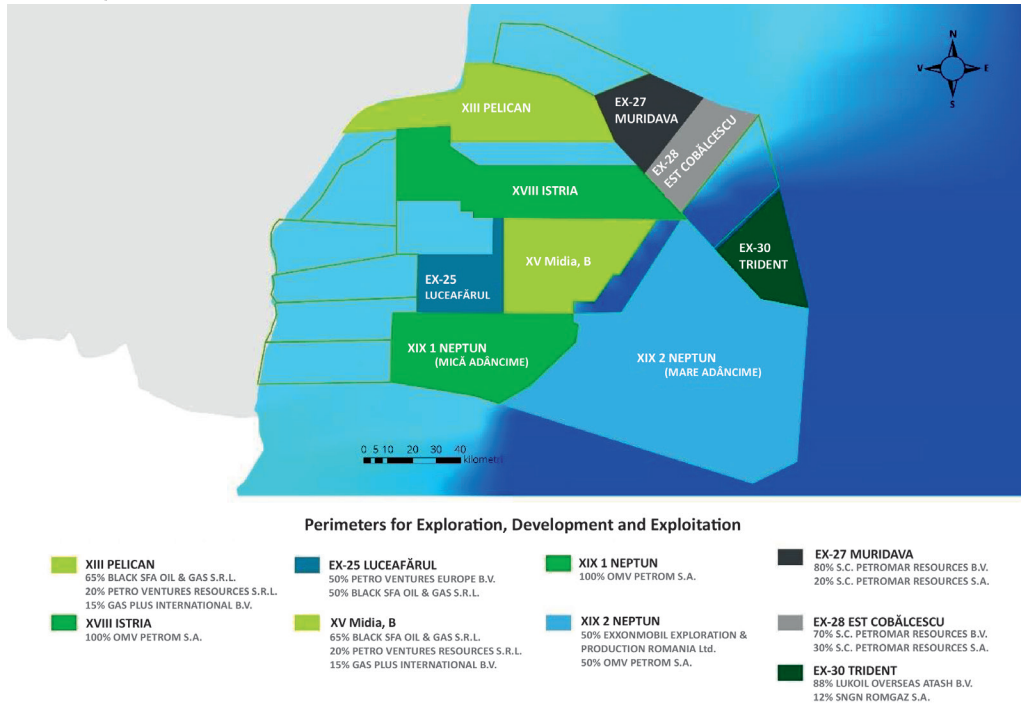 N
V
E
S
XIII PELICAN
EX-27
MURIDAVA
EX-28
EST COBĂLCESCU
XVIII ISTRIA
EX-30
TRIDENT
XV Midia, B
EX-25
LUCEAFĂRUL
XIX 1 NEPTUN
(MICĂ ADÂNCIME)
XIX 2 NEPTUN
(MARE ADÂNCIME)
0 5 10 20 30 40
kilometri
Perimeters for Exploration, Development and Exploitation
XIII PELICAN
65% BLACK SFA OIL & GAS S.R.L.
20% PETRO VENTURES RESOURCES S.R.L.
15% GAS PLUS INTERNATIONAL B.V.
XVIII ISTRIA
100% OMV PETROM S.A.
EX-25 LUCEAFĂRUL
50% PETRO VENTURES EUROPE B.V.
50% BLACK SFA OIL & GAS S.R.L.
XV Midia, B
65% BLACK SFA OIL & GAS S.R.L.
20% PETRO VENTURES RESOURCES S.R.L.
15% GAS PLUS INTERNATIONAL B.V.
XIX 1 NEPTUN
100% OMV PETROM S.A.
XIX 2 NEPTUN
50% EXXONMOBIL EXPLORATION &
PRODUCTION ROMANIA Ltd.
50% OMV PETROM S.A.
EX-27 MURIDAVA
80% S.C. PETROMAR RESOURCES B.V.
20% S.C. PETROMAR RESOURCES S.A.
EX-28 EST COBĂLCESCU
70% S.C. PETROMAR RESOURCES B.V.
30% S.C. PETROMAR RESOURCES S.A.
EX-30 TRIDENT
88% LUKOIL OVERSEAS ATASH B.V.
12% SNGN ROMGAZ S.A.